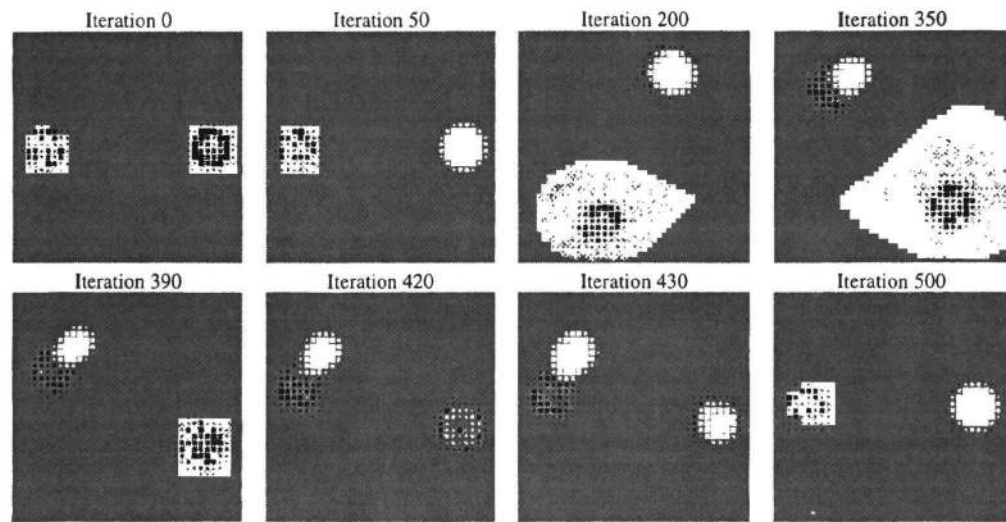 Iteration 0
Iteration 50
Iteration 200
Iteration 350
Iteration 390
Iteration 420
Iteration 430
Iteration 500